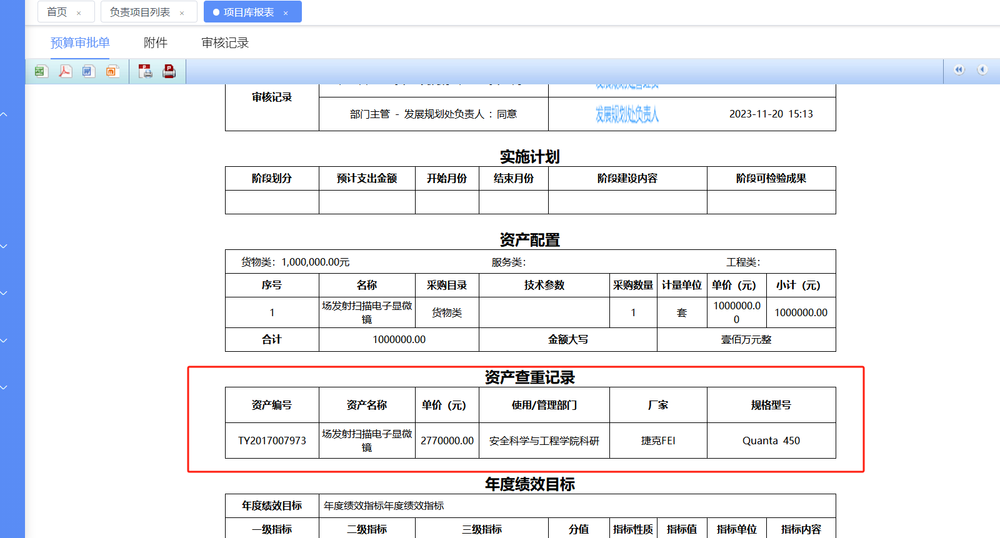 首页 × 负责项目列表 × 项目库报表 ×
预算审批单 附件 审核记录
审核记录
部门主管 - 发展规划处负责人 : 同意 发展规划处负责人 2023-11-20 15:13
实施计划
阶段划分 预计支出金额 开始月份 结束月份 阶段建设内容 阶段可检验成果
资产配置
货物类: 1,000,000.00元 服务类: 工程类:
序号 名称 采购目录 技术参数 采购数量 计量单位 单价（元） 小计（元）
1 场发射扫描电子显微镜 货物类 1 套 1000000.00 1000000.00
合计 1000000.00 金额大写 壹佰万元整
资产查重记录
资产编号 资产名称 单价（元） 使用/管理部门 厂家 规格型号
TY2017007973 场发射扫描电子显微镜 2770000.00 安全科学与工程学院科研 捷克FEI Quanta 450
年度绩效目标
年度绩效目标 年度绩效指标年度绩效指标
一级指标 二级指标 三级指标 分值 指标性质 指标值 指标单位 指标内容